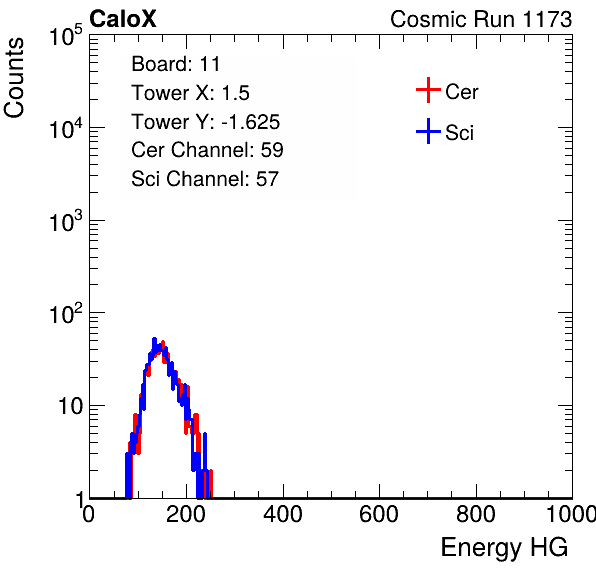 CaloX Cosmic Run 1173
Counts
Board: 11
Tower X: 1.5
Tower Y: -1.625
Cer Channel: 59
Sci Channel: 57
Cer
Sci
10^5
10^4
10^3
10^2
10
1
0 200 400 600 800 1000
Energy HG